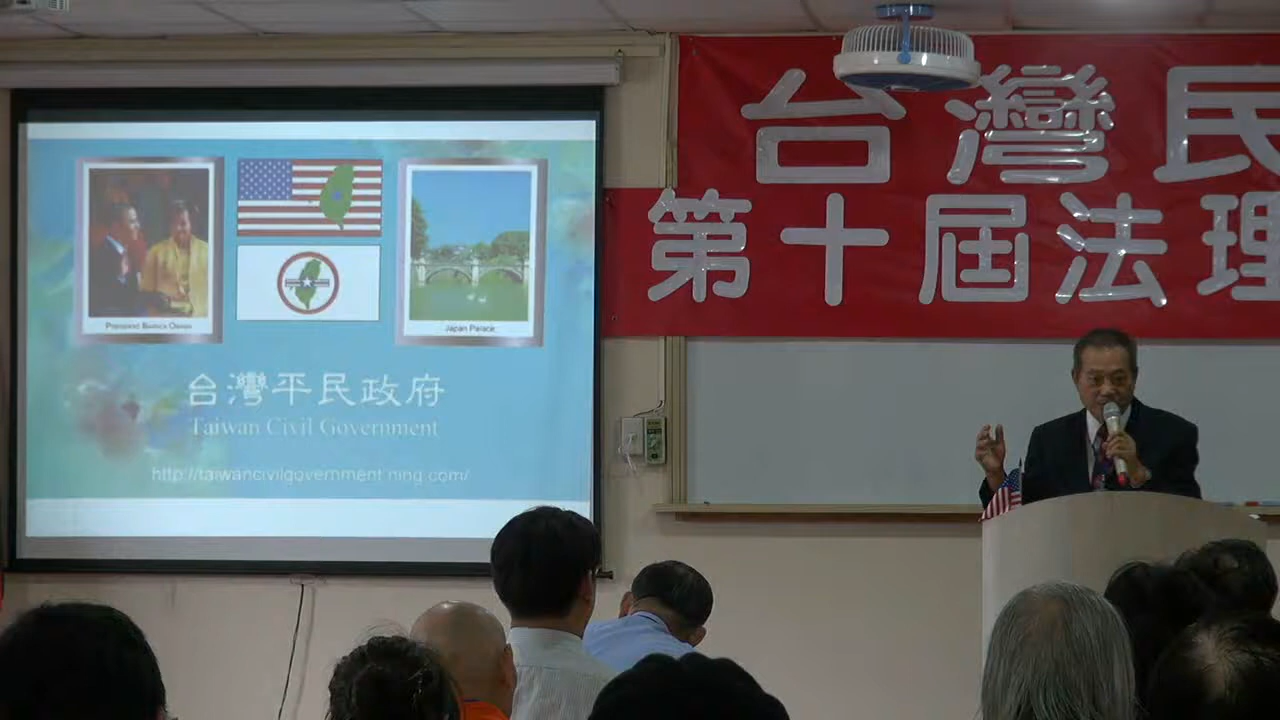 President Barack Obama
Japan Palace
台灣平民政府
Taiwan Civil Government
http://taiwancivilgovernment.ning.com/
台灣民
第十屆法理